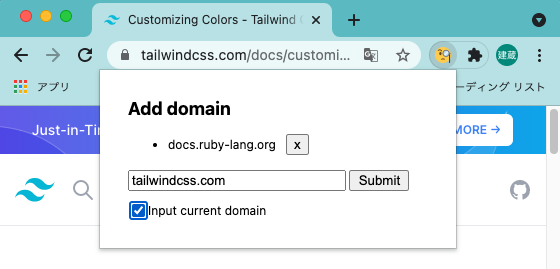 Customizing Colors - Tailwind C
tailwindcss.com/docs/customi...
建蔵
アプリ
ーディング リスト
Just-in-Tim
MORE →
Add domain
docs.ruby-lang.org
x
tailwindcss.com
Submit
Input current domain